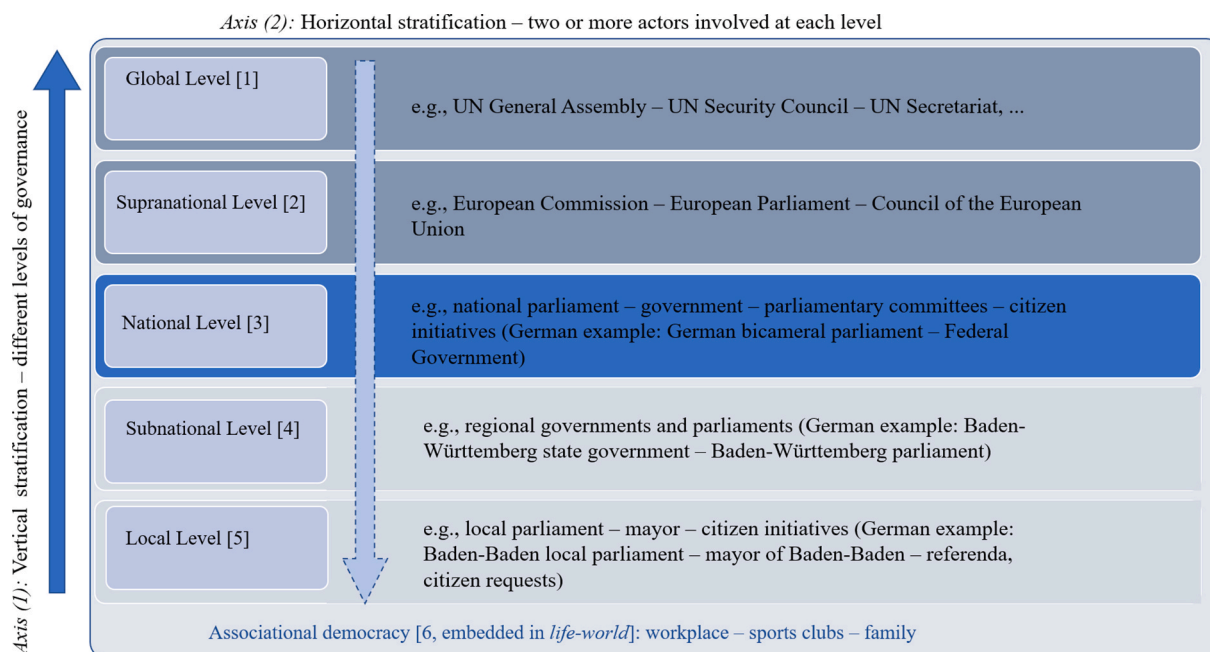 Axis (2): Horizontal stratification – two or more actors involved at each level
Axis (1): Vertical stratification – different levels of governance
Global Level [1]
e.g., UN General Assembly – UN Security Council – UN Secretariat, ...
Supranational Level [2]
e.g., European Commission – European Parliament – Council of the European
Union
National Level [3]
e.g., national parliament – government – parliamentary committees – citizen
initiatives (German example: German bicameral parliament – Federal
Government)
Subnational Level [4]
e.g., regional governments and parliaments (German example: Baden-
Württemberg state government – Baden-Württemberg parliament)
Local Level [5]
e.g., local parliament – mayor – citizen initiatives (German example:
Baden-Baden local parliament – mayor of Baden-Baden – referenda,
citizen requests)
Associational democracy [6, embedded in life-world]: workplace – sports clubs – family